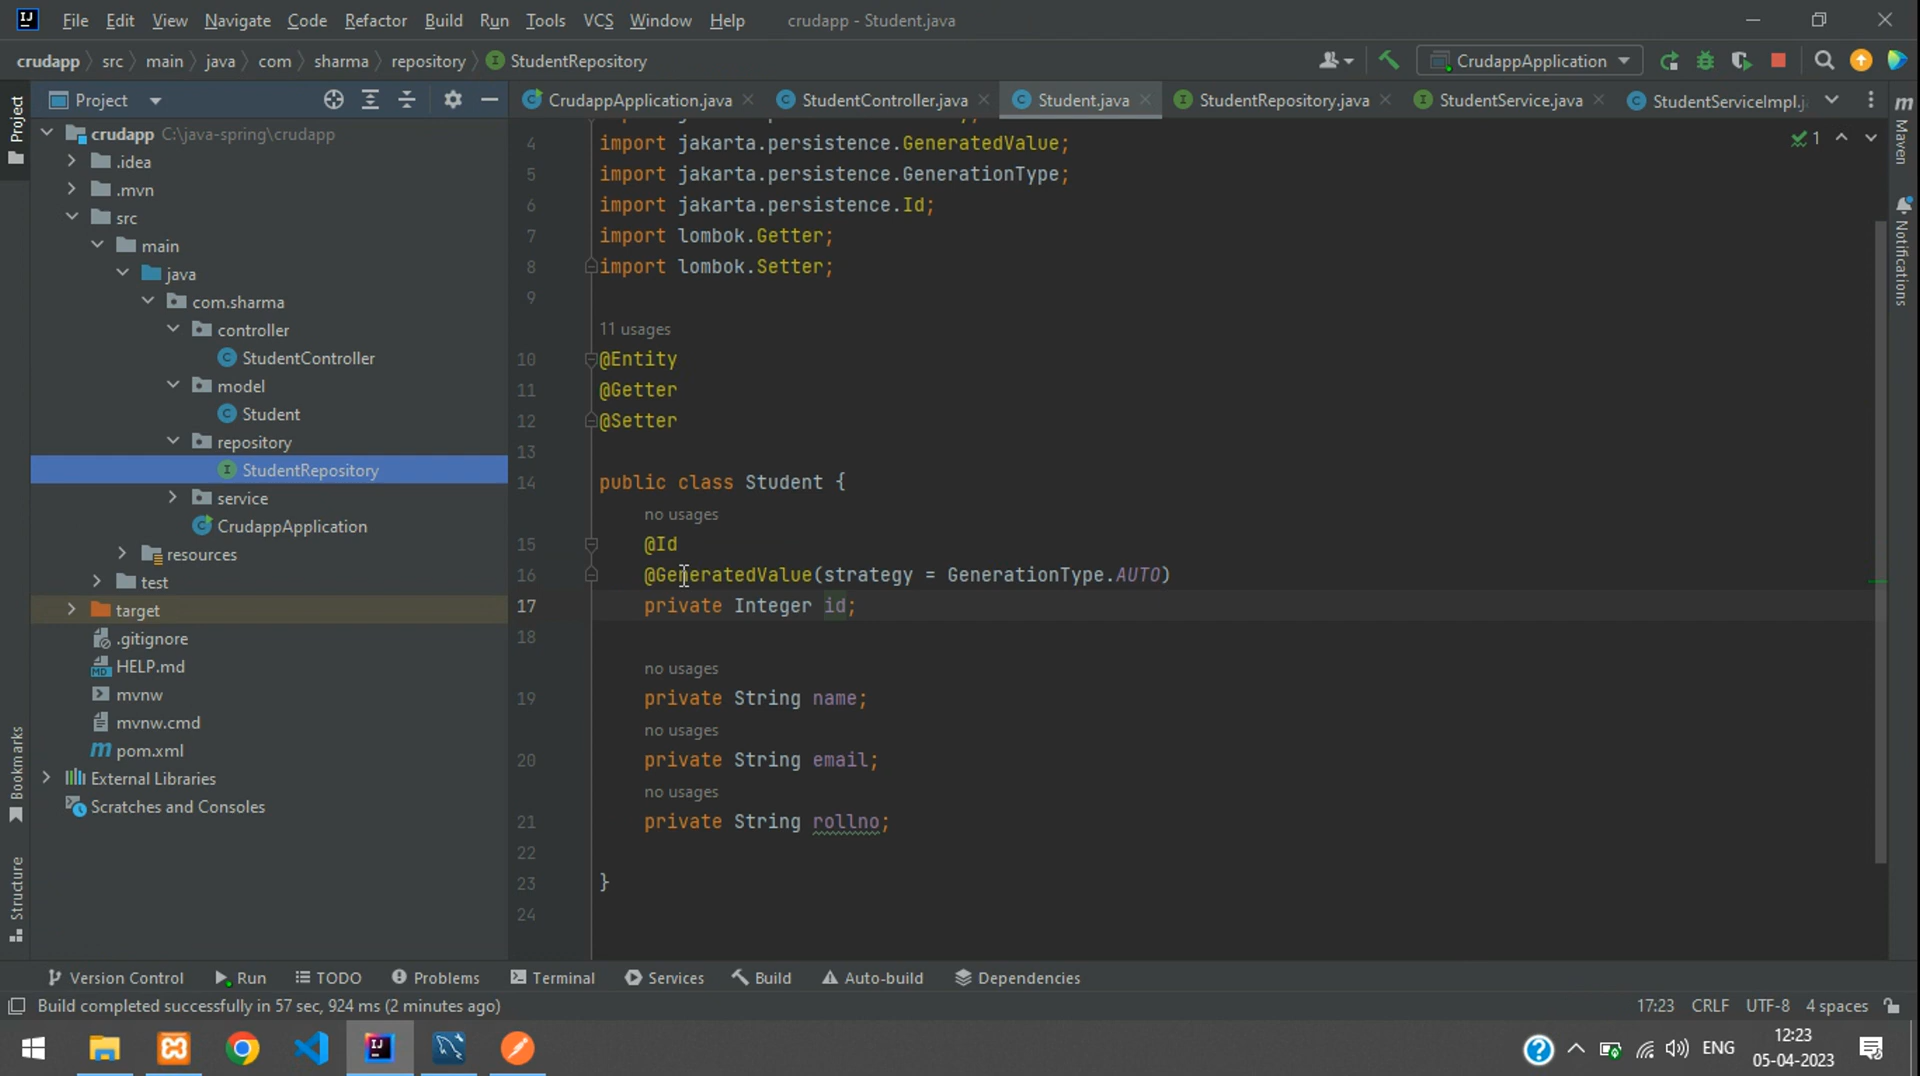 IJ File Edit View Navigate Code Refactor Build Run Tools VCS Window Help crudapp - Student.java
crudapp src main java com sharma repository I StudentRepository CrudappApplication
Project
C CrudappApplication.java C StudentController.java C Student.java I StudentRepository.java I StudentService.java C StudentServiceImpl.j
Project
crudapp C:\java-spring\crudapp
.idea
.mvn
src
main
java
com.sharma
controller
C StudentController
model
C Student
repository
I StudentRepository
service
C CrudappApplication
resources
test
target
.gitignore
MD HELP.md
mvnw
mvnw.cmd
m pom.xml
External Libraries
Scratches and Consoles
Bookmarks
Structure
4 import jakarta.persistence.GeneratedValue;
5 import jakarta.persistence.GenerationType;
6 import jakarta.persistence.Id;
7 import lombok.Getter;
8 import lombok.Setter;
9
11 usages
10 @Entity
11 @Getter
12 @Setter
13
14 public class Student {
no usages
15 @Id
16 @GeneratedValue(strategy = GenerationType.AUTO)
17 private Integer id;
18
no usages
19 private String name;
no usages
20 private String email;
no usages
21 private String rollno;
22
23 }
24
1
m Maven
Notifications
Version Control Run TODO Problems Terminal Services Build Auto-build Dependencies
Build completed successfully in 57 sec, 924 ms (2 minutes ago) 17:23 CRLF UTF-8 4 spaces
IJ ? ENG 12:23
05-04-2023